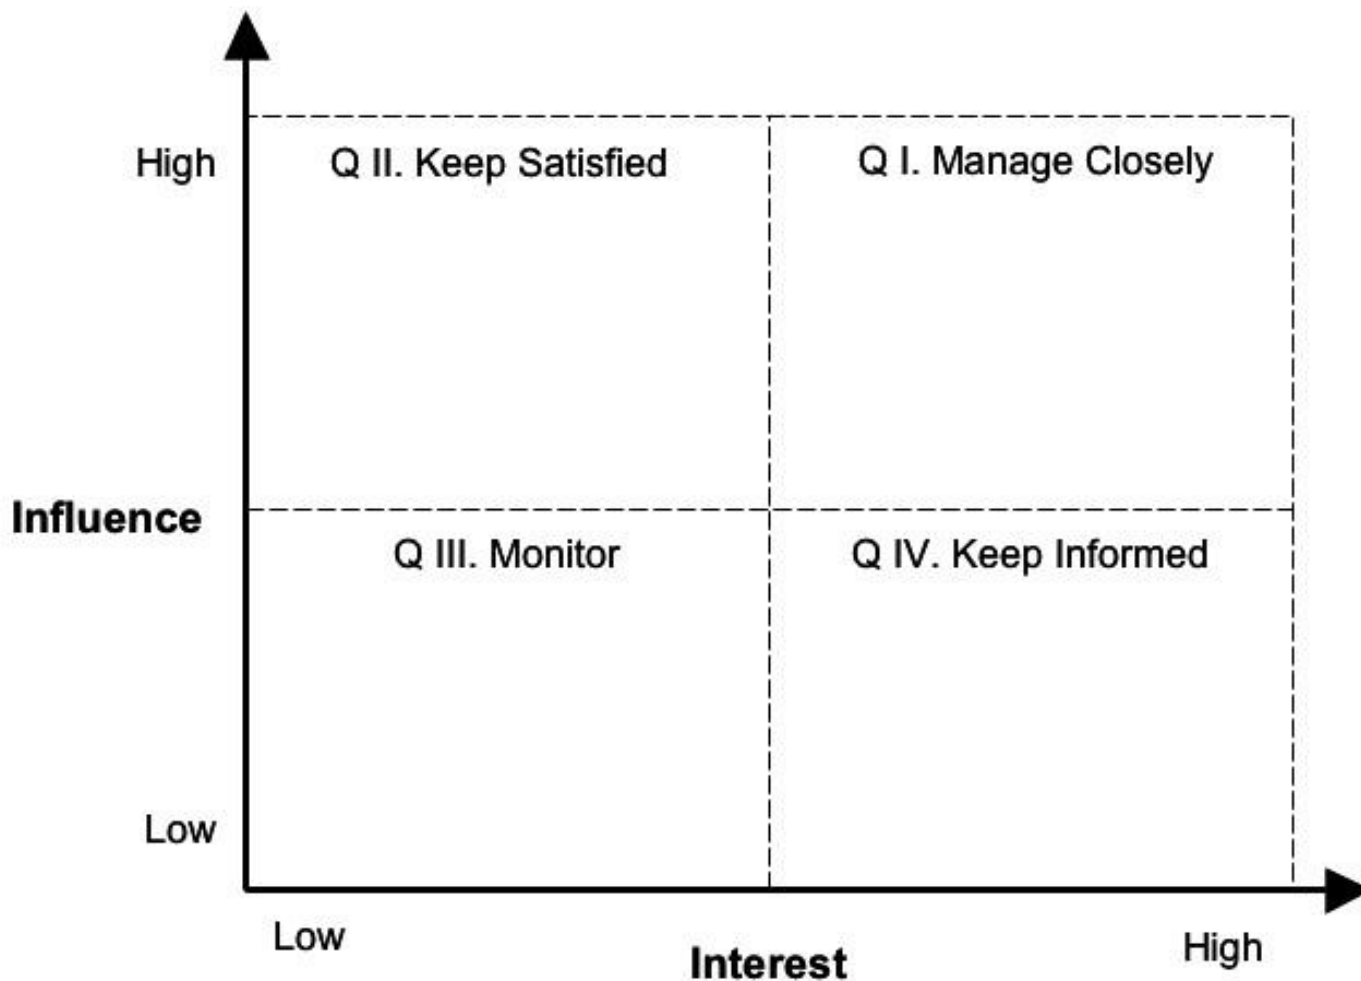 High
Q II. Keep Satisfied
Q I. Manage Closely
Influence
Q III. Monitor
Q IV. Keep Informed
Low
Low
Interest
High